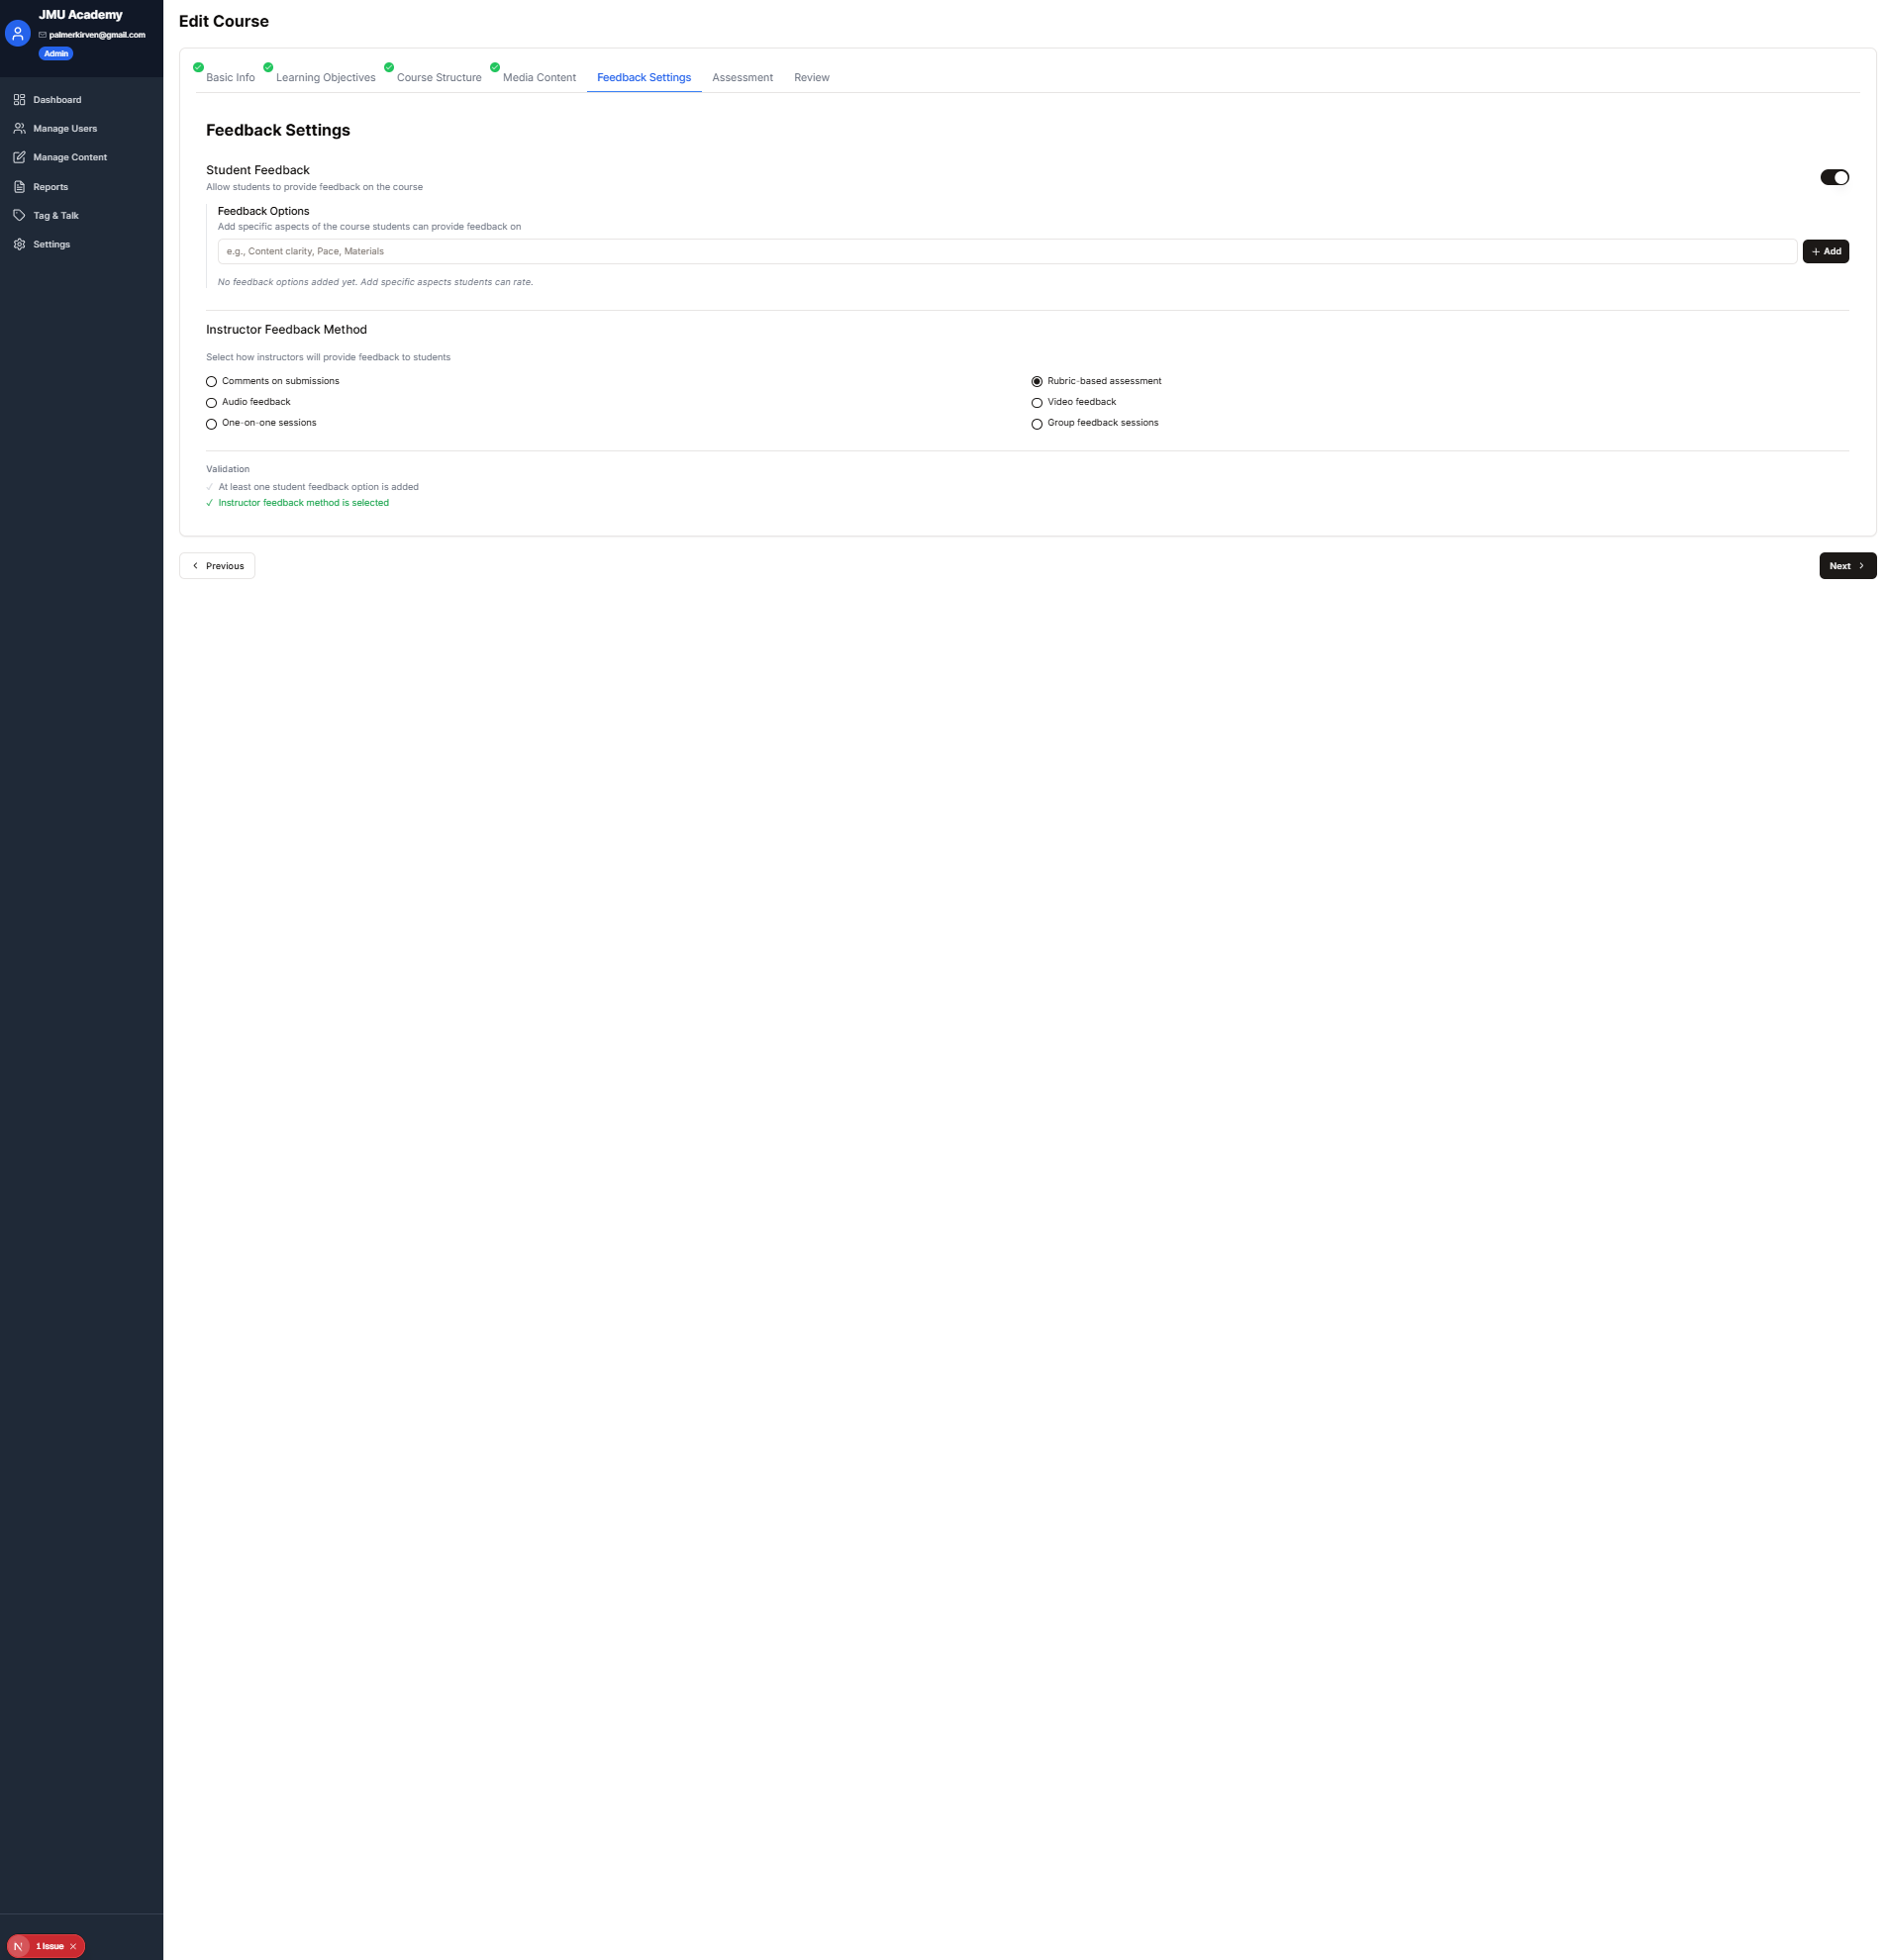 JMU Academy
palmerkirven@gmail.com
Admin
Dashboard
Manage Users
Manage Content
Reports
Tag & Talk
Settings
N
1 Issue
Edit Course
Basic Info
Learning Objectives
Course Structure
Media Content
Feedback Settings
Assessment
Review
Feedback Settings
Student Feedback
Allow students to provide feedback on the course
Feedback Options
Add specific aspects of the course students can provide feedback on
e.g., Content clarity, Pace, Materials
Add
No feedback options added yet. Add specific aspects students can rate.
Instructor Feedback Method
Select how instructors will provide feedback to students
Comments on submissions
Rubric-based assessment
Audio feedback
Video feedback
One-on-one sessions
Group feedback sessions
Validation
✓ At least one student feedback option is added
✓ Instructor feedback method is selected
Previous
Next